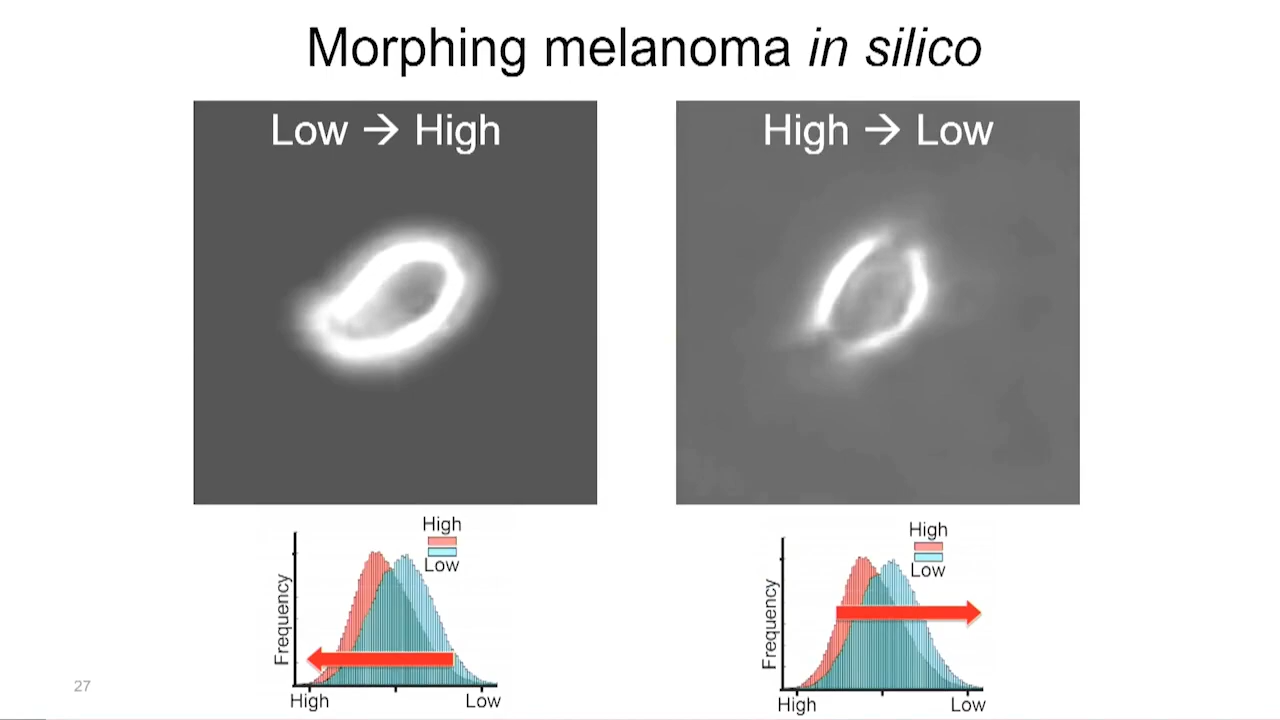 Morphing melanoma in silico
Low → High
High → Low
High
Low
Frequency
High
Low
High
Low
Frequency
High
Low
27